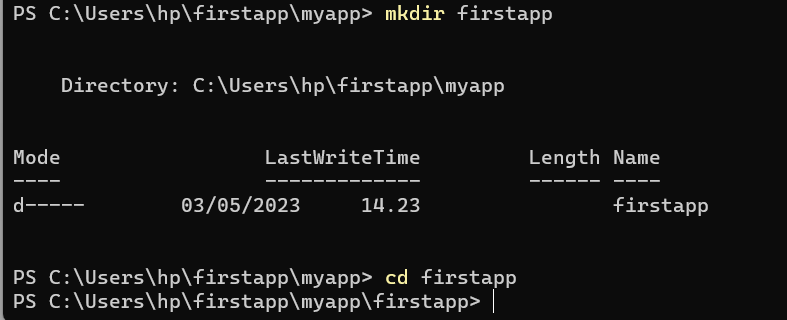 PS C:\Users\hp\firstapp\myapp> mkdir firstapp
Directory: C:\Users\hp\firstapp\myapp
Mode LastWriteTime Length Name
---- ------------- ------ ----
d----- 03/05/2023 14.23 firstapp
PS C:\Users\hp\firstapp\myapp> cd firstapp
PS C:\Users\hp\firstapp\myapp\firstapp>